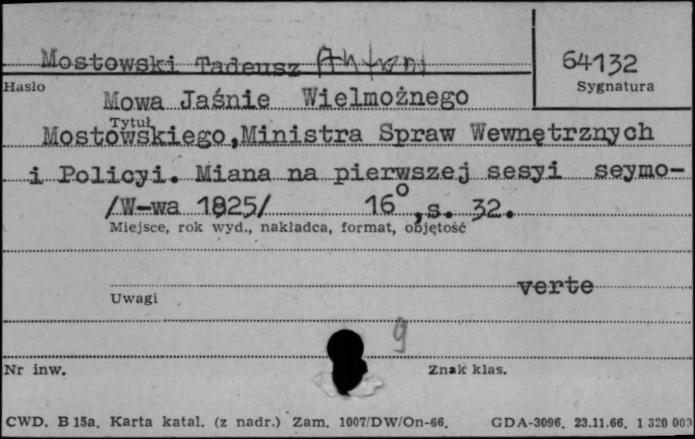 Mostowski Tadeusz Antoni
64132
Hasło
Sygnatura
Mowa Jaśnie Wielmożnego
Tytuł
Mostowskiego, Ministra Spraw Wewnętrznych
i Policyi. Miana na pierwszej sesyi seymo-
/W-wa 1825/ 16°, s. 32.
Miejsce, rok wyd., nakładca, format, objętość
verte
Uwagi
9
Nr inw.
Znak klas.
CWD. B 15a. Karta katal. (z nadr.) Zam. 1007/DW/On-66. GDA-3096. 23.11.66. 1 320 000